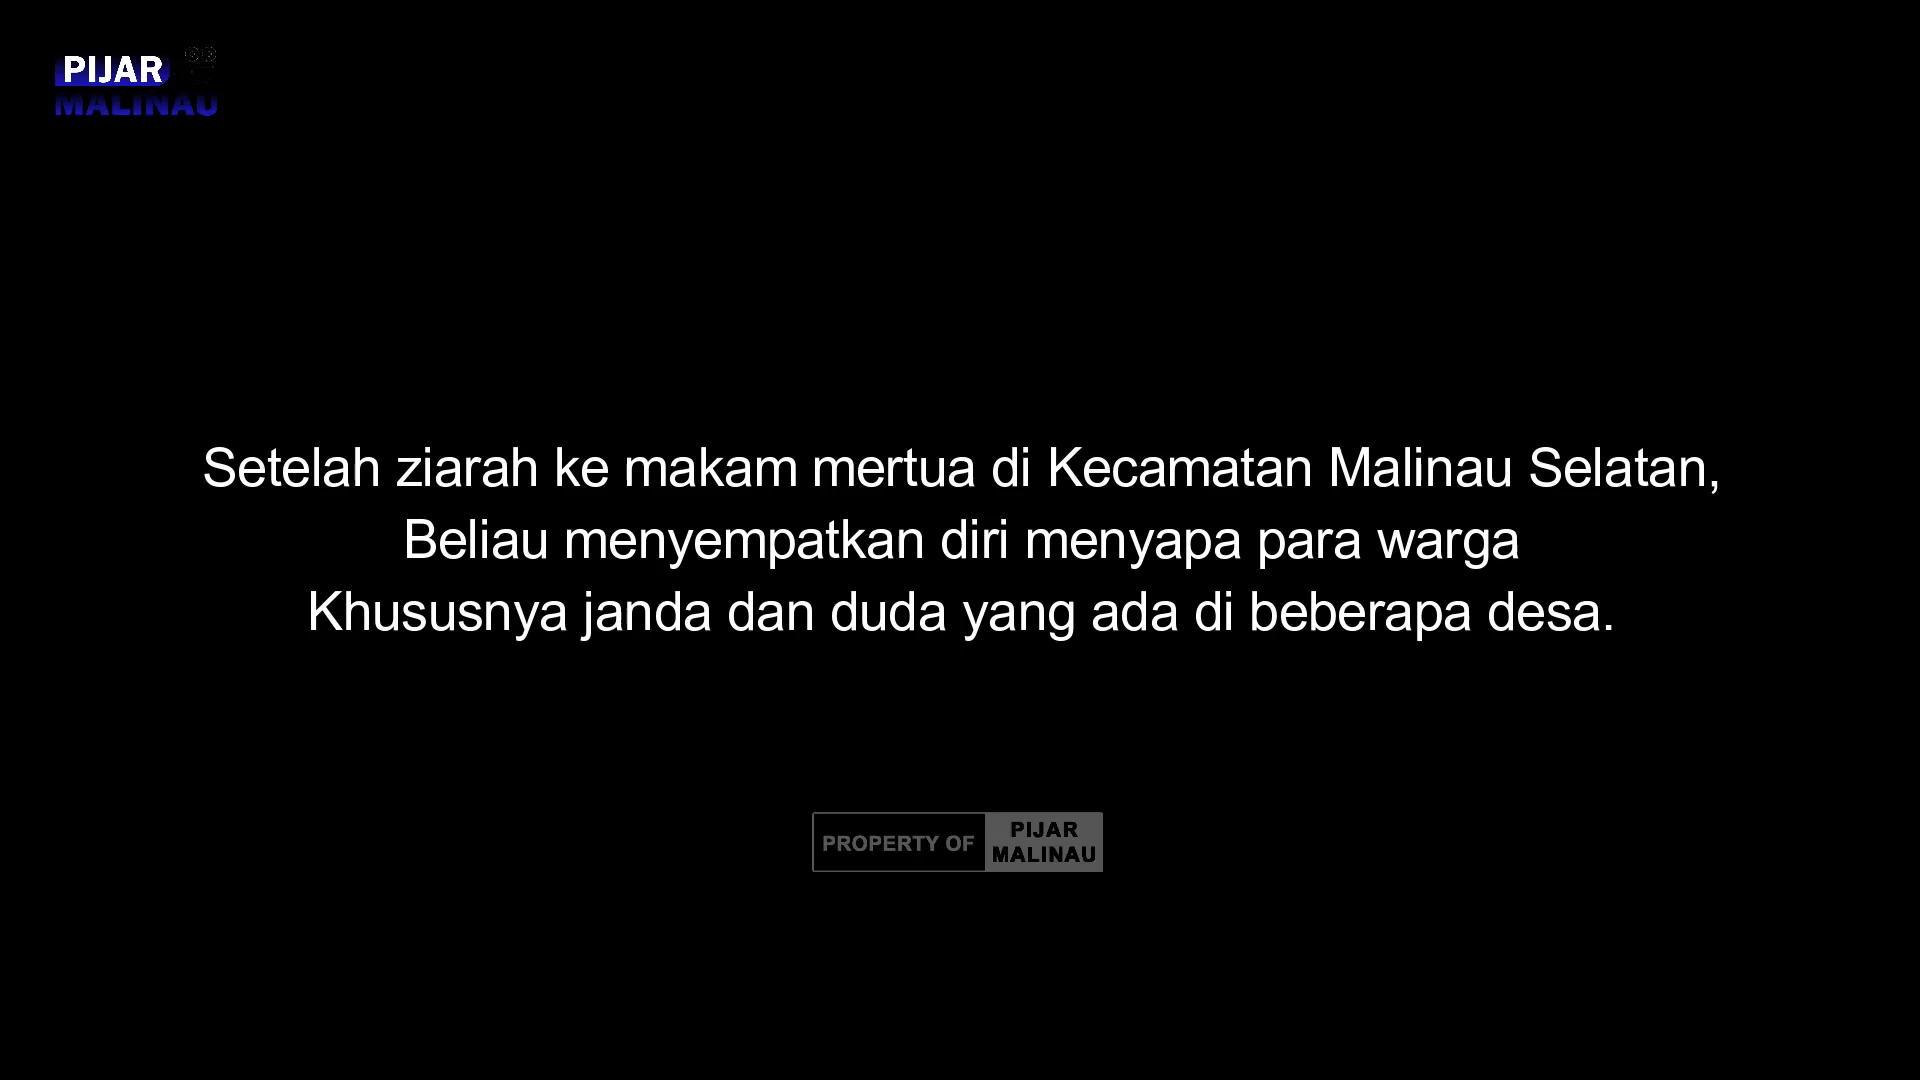 PIJAR
MALINAU
Setelah ziarah ke makam mertua di Kecamatan Malinau Selatan,
Beliau menyempatkan diri menyapa para warga
Khususnya janda dan duda yang ada di beberapa desa.
PROPERTY OF
PIJAR
MALINAU